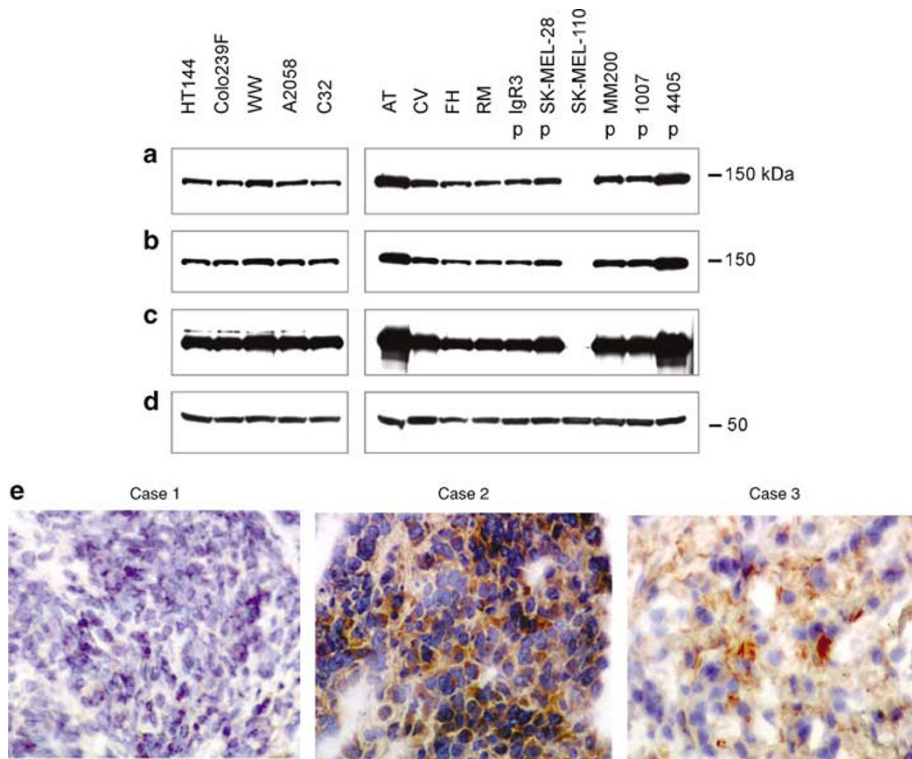 HT144 Colo239F WW A2058 C32 AT CV FH RM IgR3 SK-MEL-28 SK-MEL-110 MM200 1007 4405
p p p p p
a 150 kDa
b 150
c
d 50
e Case 1 Case 2 Case 3